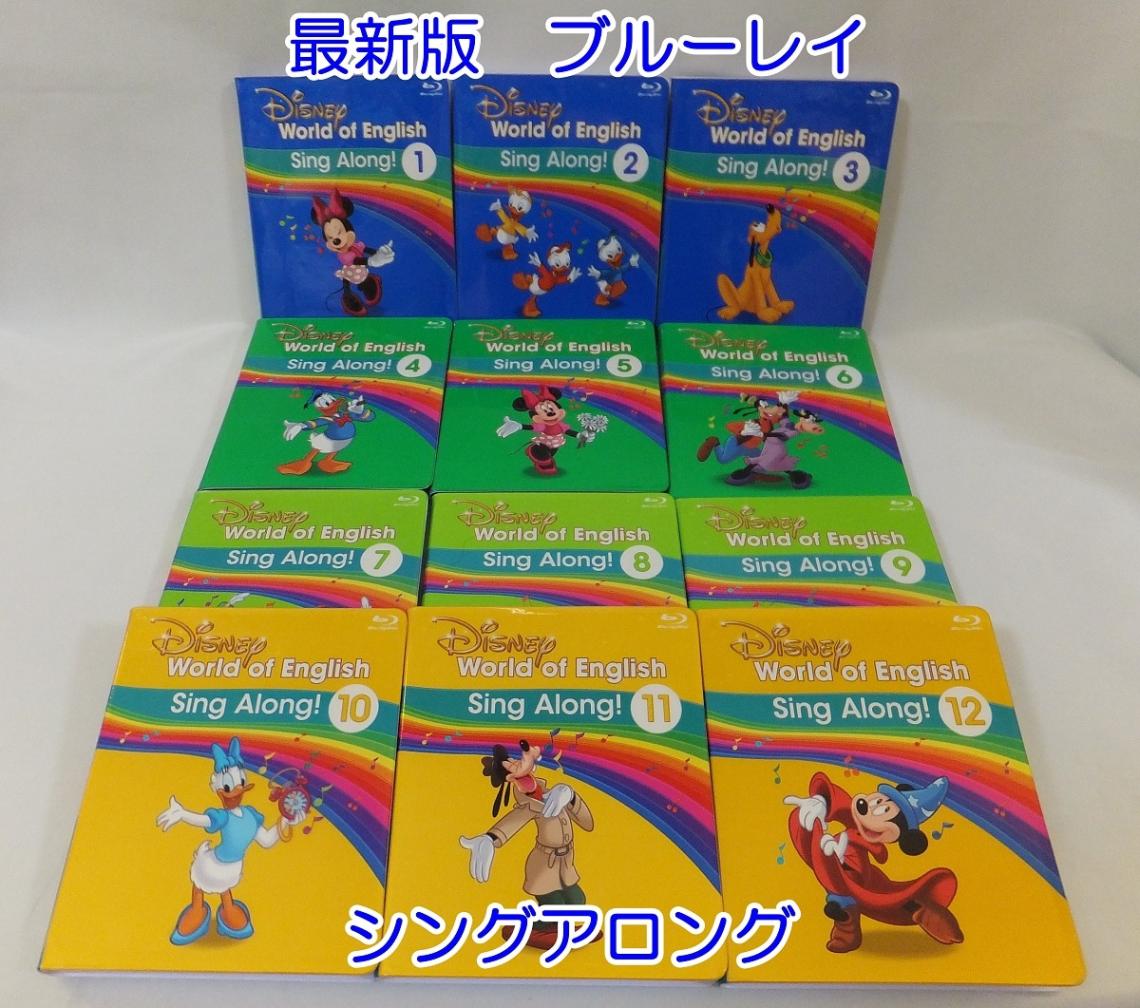 最新版 ブルーレイ
Disney
World of English
Sing Along! 1
Disney
World of English
Sing Along! 2
Disney
World of English
Sing Along! 3
Disney
World of English
Sing Along! 4
Disney
World of English
Sing Along! 5
Disney
World of English
Sing Along! 6
Disney
World of English
Sing Along! 7
Disney
World of English
Sing Along! 8
Disney
World of English
Sing Along! 9
Disney
World of English
Sing Along! 10
Disney
World of English
Sing Along! 11
Disney
World of English
Sing Along! 12
シングアロング